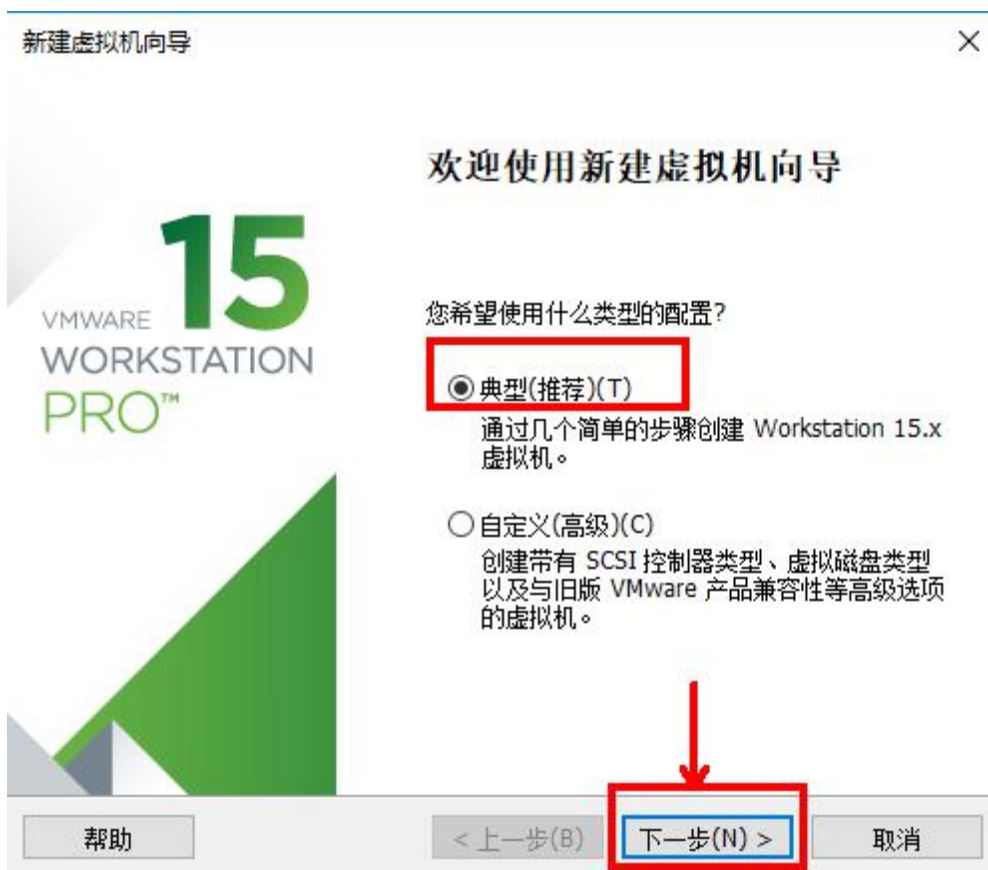 新建虚拟机向导
欢迎使用新建虚拟机向导
15
VMWARE
WORKSTATION
PRO™
您希望使用什么类型的配置?
典型(推荐)(T)
通过几个简单的步骤创建 Workstation 15.x
虚拟机。
自定义(高级)(C)
创建带有 SCSI 控制器类型、虚拟磁盘类型
以及与旧版 VMware 产品兼容性等高级选项
的虚拟机。
帮助
< 上一步(B)
下一步(N) >
取消